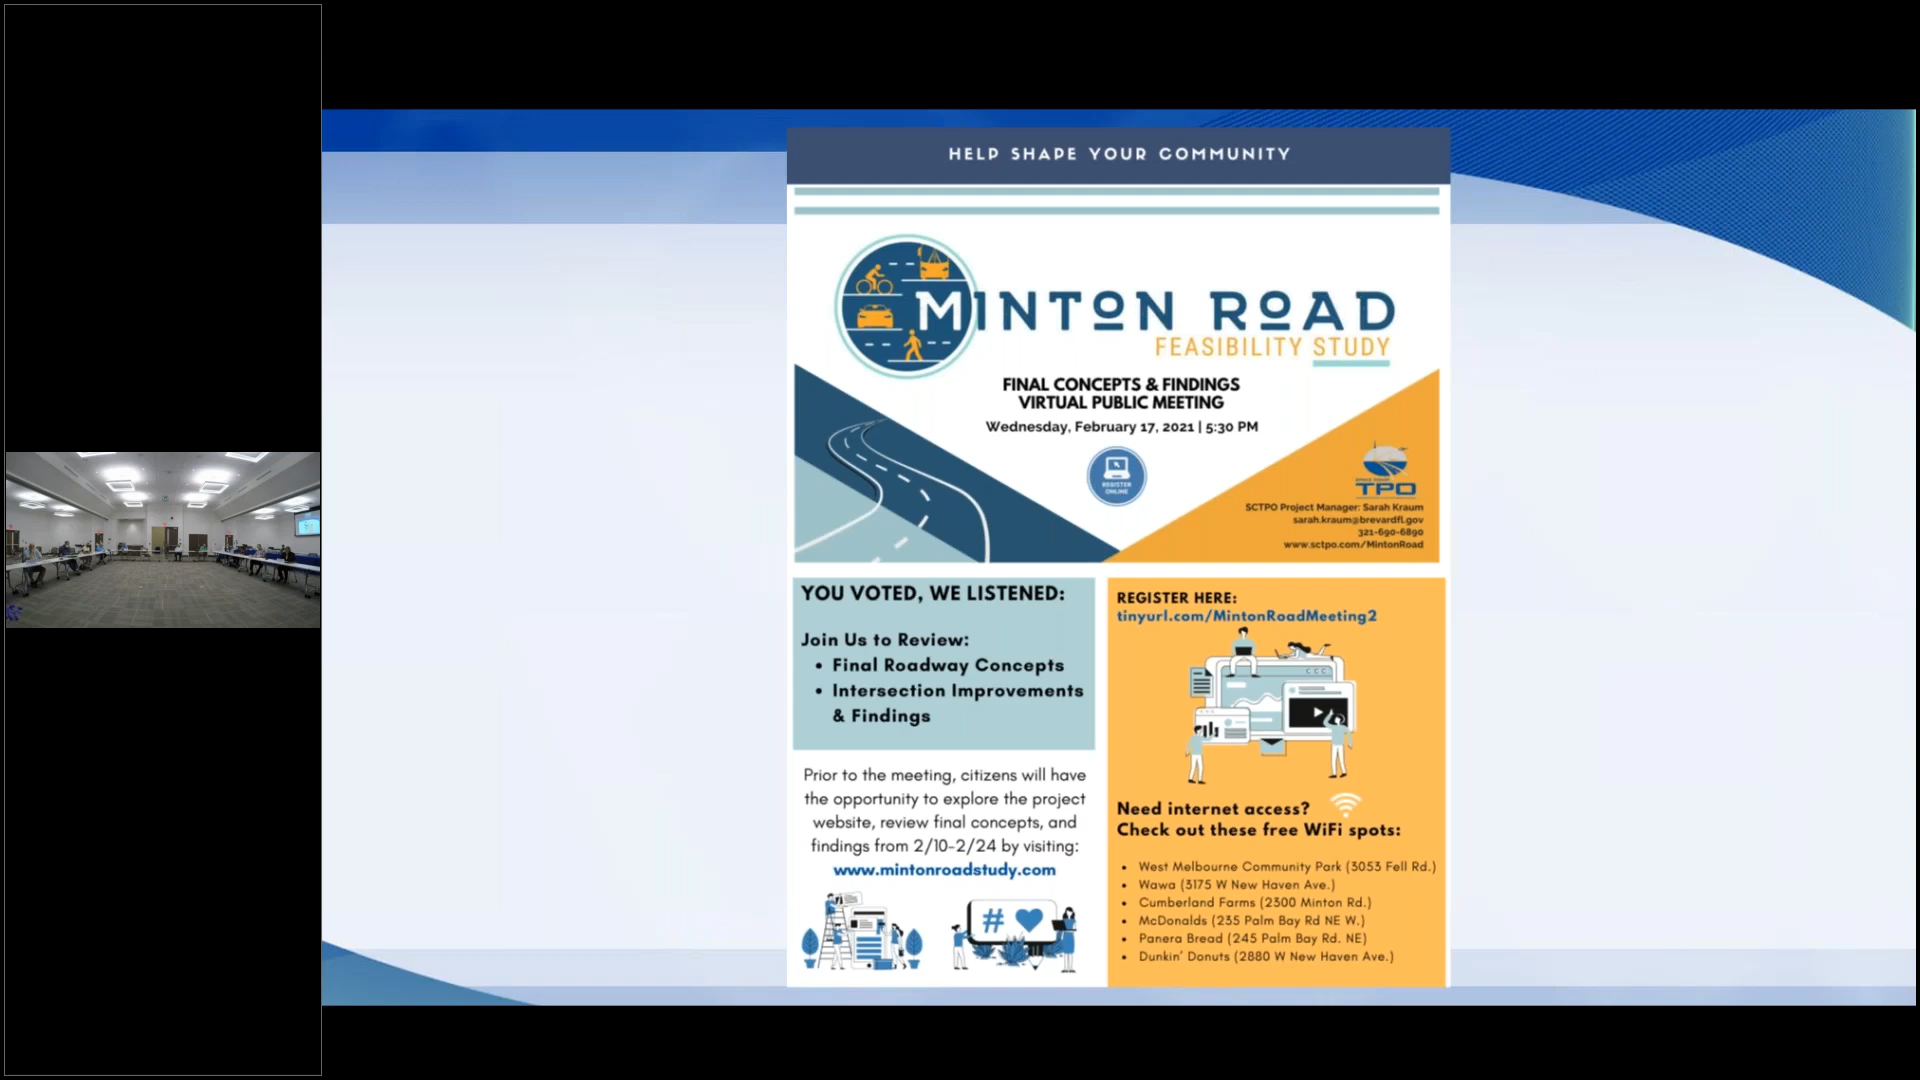 HELP SHAPE YOUR COMMUNITY
MINTON ROAD
FEASIBILITY STUDY
FINAL CONCEPTS & FINDINGS
VIRTUAL PUBLIC MEETING
Wednesday, February 17, 2021 | 5:30 PM
REGISTER
ONLINE
TPO
SCTPO Project Manager: Sarah Kraum
sarah.kraum@brevardfl.gov
321-690-6890
www.sctpo.com/MintonRoad
YOU VOTED, WE LISTENED:
Join Us to Review:
• Final Roadway Concepts
• Intersection Improvements
& Findings
Prior to the meeting, citizens will have
the opportunity to explore the project
website, review final concepts, and
findings from 2/10-2/24 by visiting:
www.mintonroadstudy.com
#
REGISTER HERE:
tinyurl.com/MintonRoadMeeting2
Need internet access?
Check out these free WiFi spots:
• West Melbourne Community Park (3053 Fell Rd.)
• Wawa (3175 W New Haven Ave.)
• Cumberland Farms (2300 Minton Rd.)
• McDonalds (235 Palm Bay Rd NE W.)
• Panera Bread (245 Palm Bay Rd. NE)
• Dunkin' Donuts (2880 W New Haven Ave.)